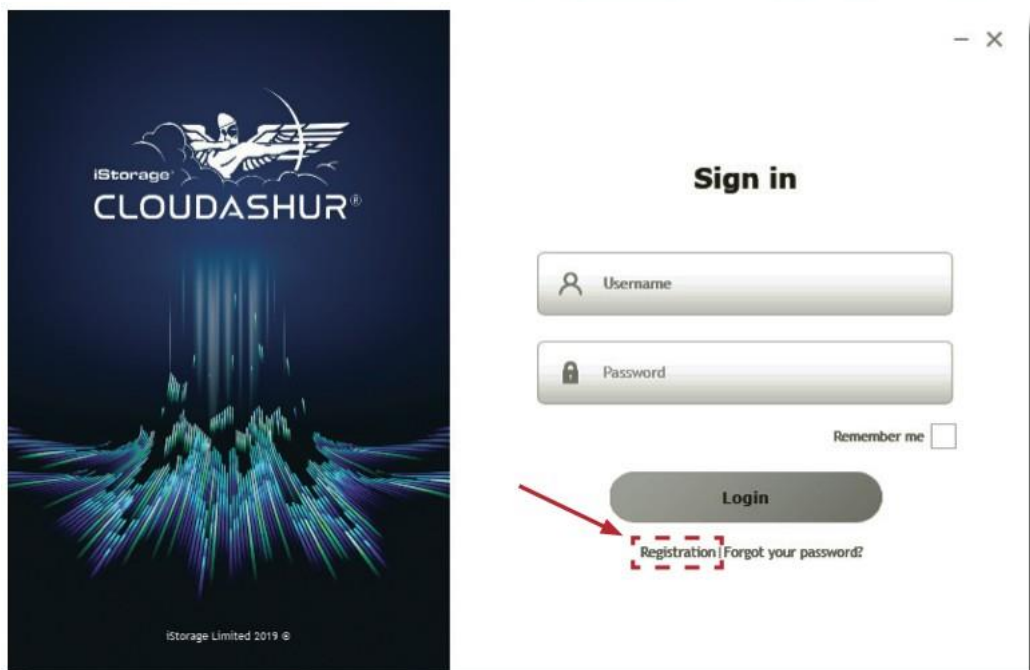 iStorage®
CLOUDASHUR®
iStorage Limited 2019 ©
Sign in
Username
Password
Remember me
Login
Registration | Forgot your password?